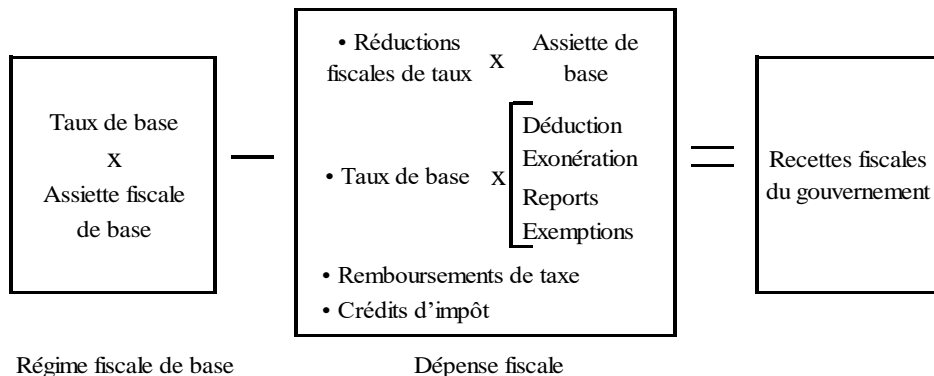 Taux de base
x
Assiette fiscale
de base
—
• Réductions
fiscales de taux
x
Assiette de
base
• Taux de base
x
Déduction
Exonération
Reports
Exemptions
• Remboursements de taxe
• Crédits d’impôt
=
Recettes fiscales
du gouvernement
Régime fiscale de base
Dépense fiscale